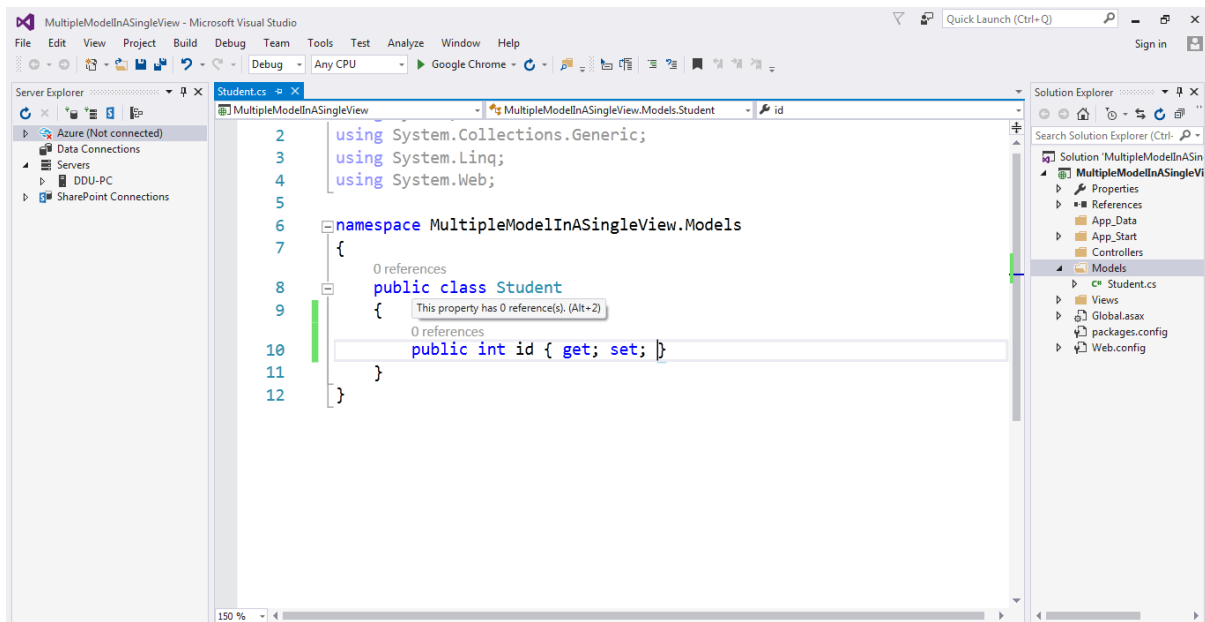 MultipleModelInASingleView - Microsoft Visual Studio
Quick Launch (Ctrl+Q)
File Edit View Project Build Debug Team Tools Test Analyze Window Help
Sign in
Debug Any CPU Google Chrome
Server Explorer
Azure (Not connected)
Data Connections
Servers
DDU-PC
SharePoint Connections
Student.cs
MultipleModelInASingleView MultipleModelInASingleView.Models.Student id
2 using System.Collections.Generic;
3 using System.Linq;
4 using System.Web;
5
6 namespace MultipleModelInASingleView.Models
7 {
0 references
8 public class Student
9 {
This property has 0 reference(s). (Alt+2)
0 references
10 public int id { get; set; }
11 }
12 }
150 %
Solution Explorer
Search Solution Explorer (Ctrl-
Solution 'MultipleModelInASin
MultipleModelInASingleVi
Properties
References
App_Data
App_Start
Controllers
Models
C# Student.cs
Views
Global.asax
packages.config
Web.config